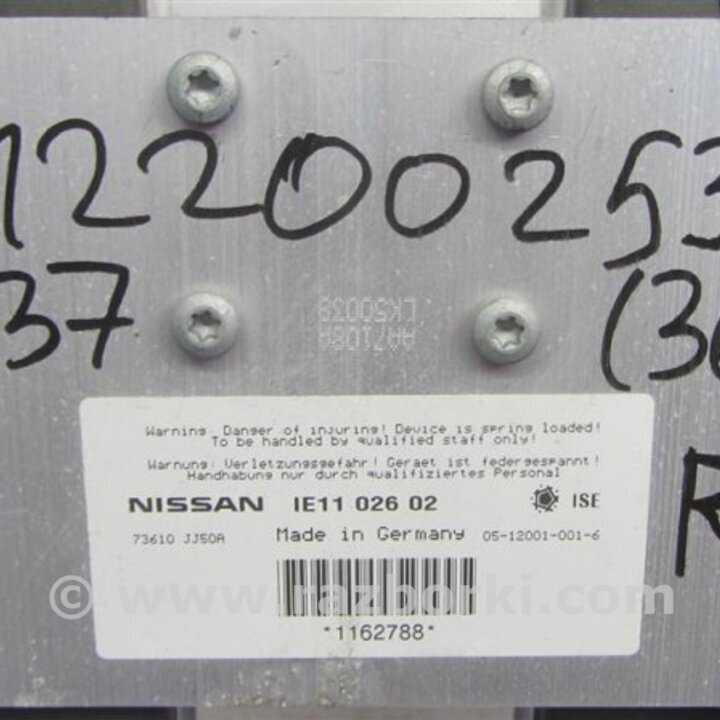 12200253
37
(3
LK50039
AA7108A
R
Warning: Danger of injuring! Device is spring loaded!
To be handled by qualified staff only!
Warnung: Verletzungsgefahr! Geraet ist federgespannt!
Handhabung nur durch qualifiziertes Personal
NISSAN IE11 026 02 ISE
73610 JJ50A Made in Germany 05-12001-001-6
© www.razborki.com
*1162788*